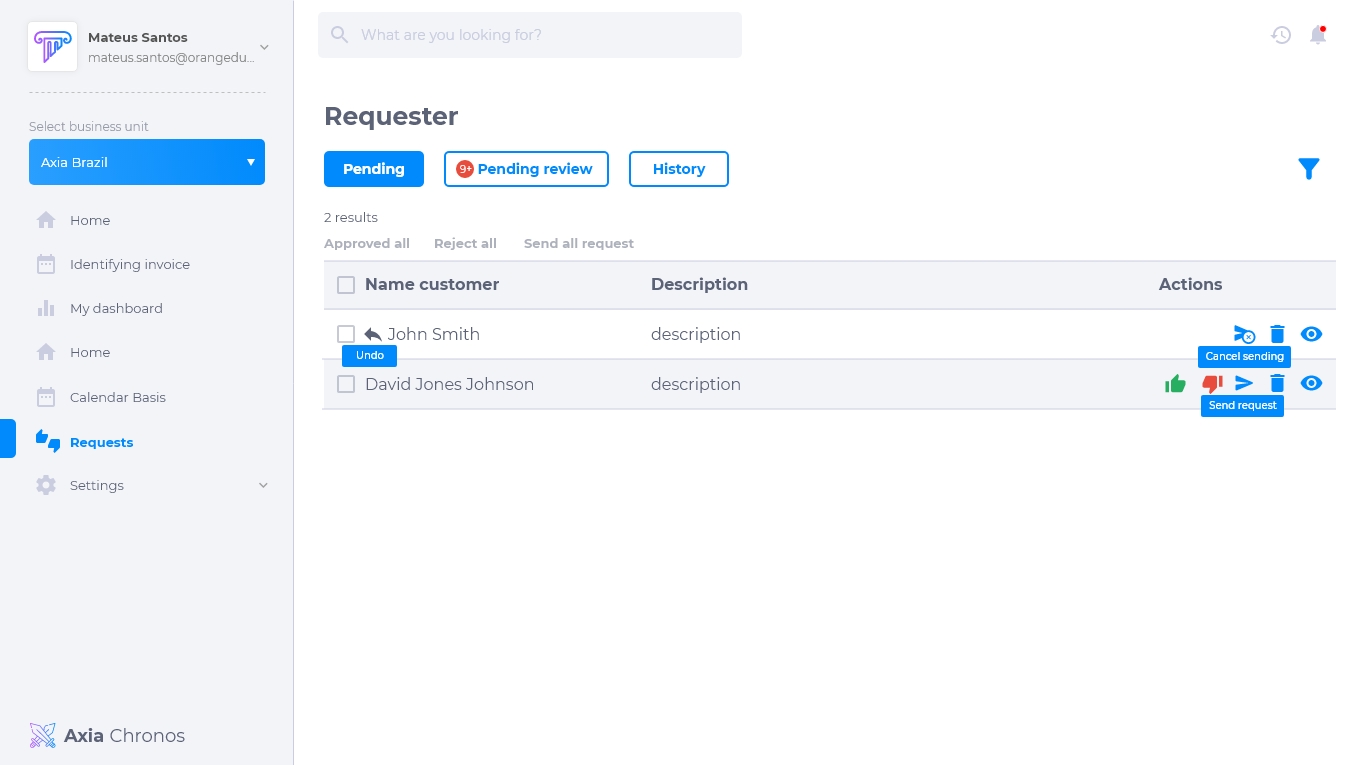 Mateus Santos
mateus.santos@orangedu...
Select business unit
Axia Brazil
Home
Identifying invoice
My dashboard
Home
Calendar Basis
Requests
Settings
Axia Chronos
What are you looking for?
Requester
Pending
9+ Pending review
History
2 results
Approved all Reject all Send all request
Name customer Description Actions
John Smith description
Undo Cancel sending
David Jones Johnson description
Send request